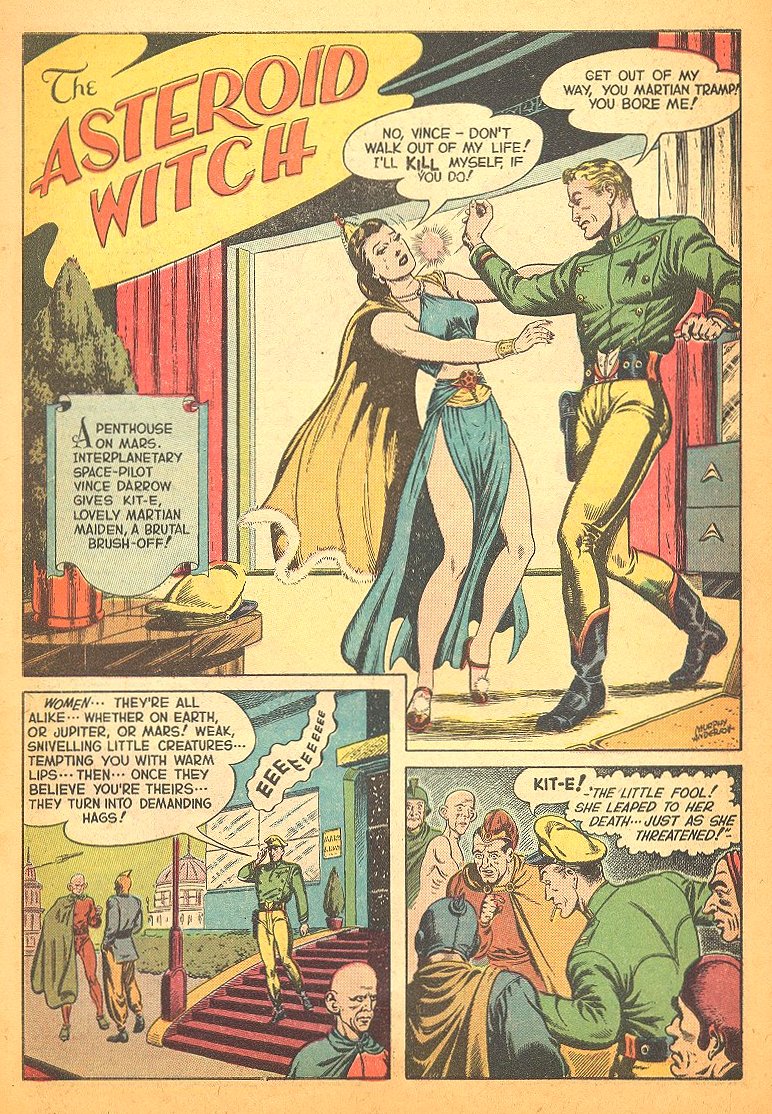 The
ASTEROID
WITCH
NO, VINCE - DON'T
WALK OUT OF MY LIFE!
I'LL KILL MYSELF, IF
YOU DO!
GET OUT OF MY
WAY, YOU MARTIAN TRAMP!
YOU BORE ME!
A PENTHOUSE
ON MARS.
INTERPLANETARY
SPACE-PILOT
VINCE DARROW
GIVES KIT-E,
LOVELY MARTIAN
MAIDEN, A BRUTAL
BRUSH-OFF!
MURPHY
ANDERSON
WOMEN... THEY'RE ALL
ALIKE... WHETHER ON EARTH,
OR JUPITER, OR MARS! WEAK,
SNIVELLING LITTLE CREATURES...
TEMPTING YOU WITH WARM
LIPS... THEN... ONCE THEY
BELIEVE YOU'RE THEIRS...
THEY TURN INTO DEMANDING
HAGS!
EEEEEEEEEEE
KIT-E! -THE LITTLE FOOL!
SHE LEAPED TO HER
DEATH... JUST AS SHE
THREATENED!-